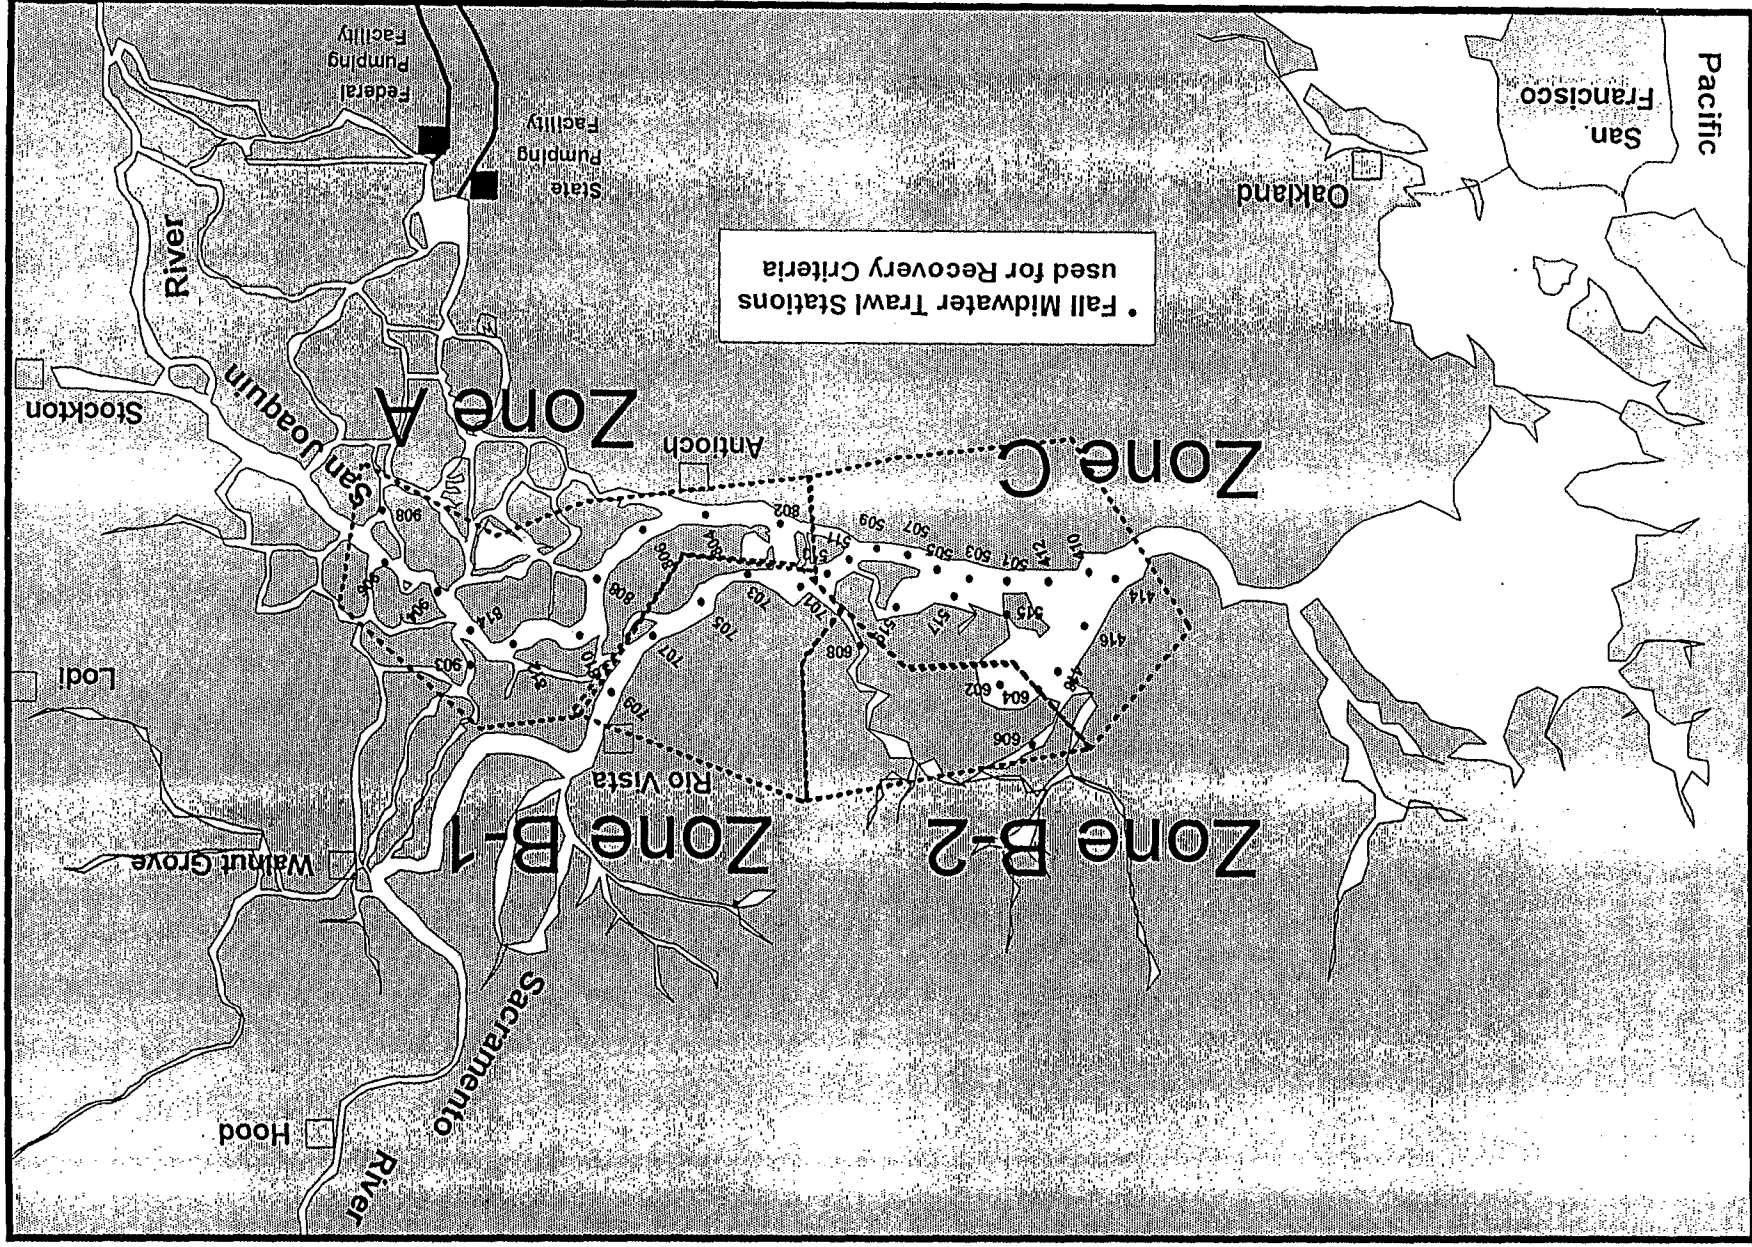 River
Hood
Sacramento
Walnut Grove
Zone B-2
Zone B-1
Rio Vista
606
709
604
602
418
Lodi
903
812
810
707
608
416
519
517
515
705
814
414
701
703
808
904
906
410
412
501
503
505
507
509
511
513
802
804
806
908
Zone C
Antioch
Zone A
San Joaquin
River
Stockton
• Fall Midwater Trawl Stations
used for Recovery Criteria
Oakland
State
Pumping
Facility
San
Francisco
Federal
Pumping
Facility
Pacific